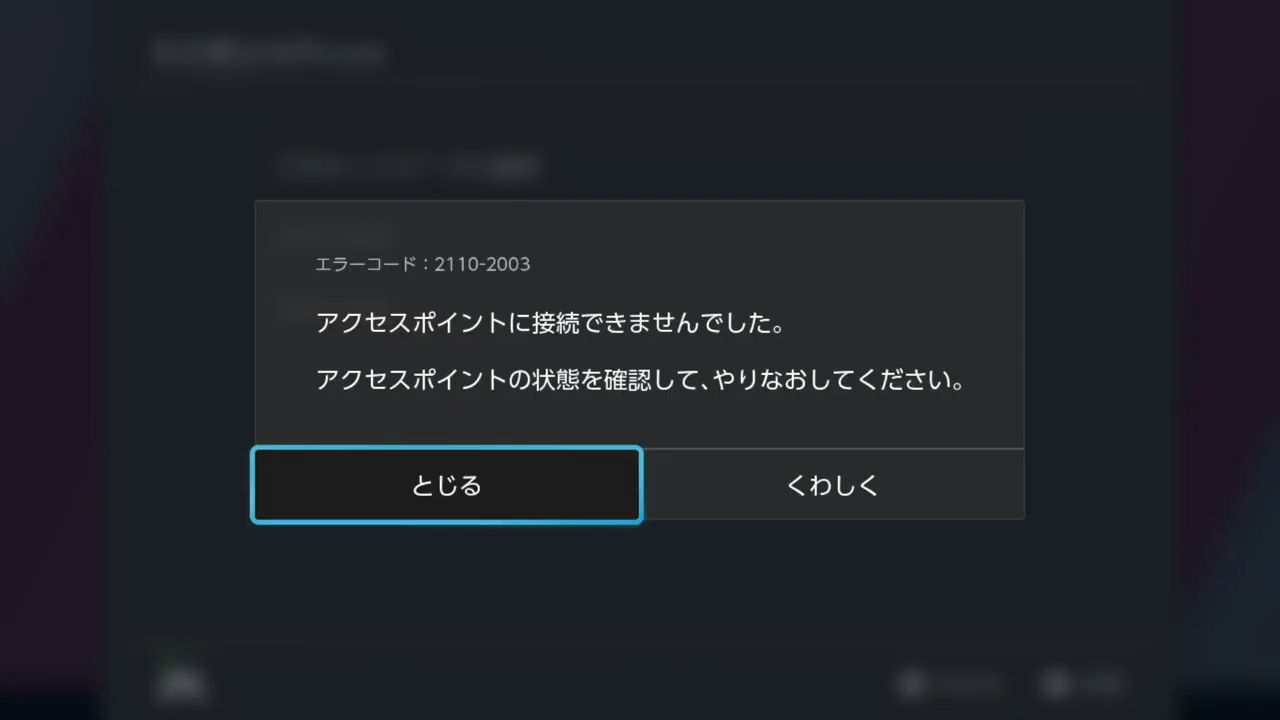 エラーコード：2110-2003
アクセスポイントに接続できませんでした。
アクセスポイントの状態を確認して、やりなおしてください。
とじる
くわしく